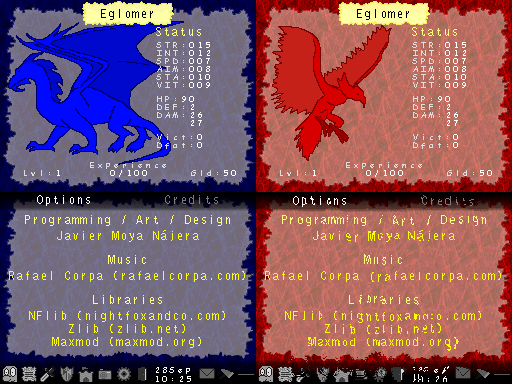 Eglomer
Status
STR:015
INT:012
SPD:007
AIM:008
STA:010
VIT:009
HP:90
DEF:2
DAM:26
27
Vict:0
Dfat:0
Experience
Lvl:1 0/100 Gld:50
Options Credits
Programming / Art / Design
Javier Moya Nájera
Music
Rafael Corpa (rafaelcorpa.com)
Libraries
NFlib (nightfoxandco.com)
Zlib (zlib.net)
Maxmod (maxmod.org)
28Sep
10:25
Eglomer
Status
STR:015
INT:012
SPD:007
AIM:008
STA:010
VIT:009
HP:90
DEF:2
DAM:26
27
Vict:0
Dfat:0
Experience
Lvl:1 0/100 Gld:50
Options Credits
Programming / Art / Design
Javier Moya Nájera
Music
Rafael Corpa (rafaelcorpa.com)
Libraries
NFlib (nightfoxandco.com)
Zlib (zlib.net)
Maxmod (maxmod.org)
10:26